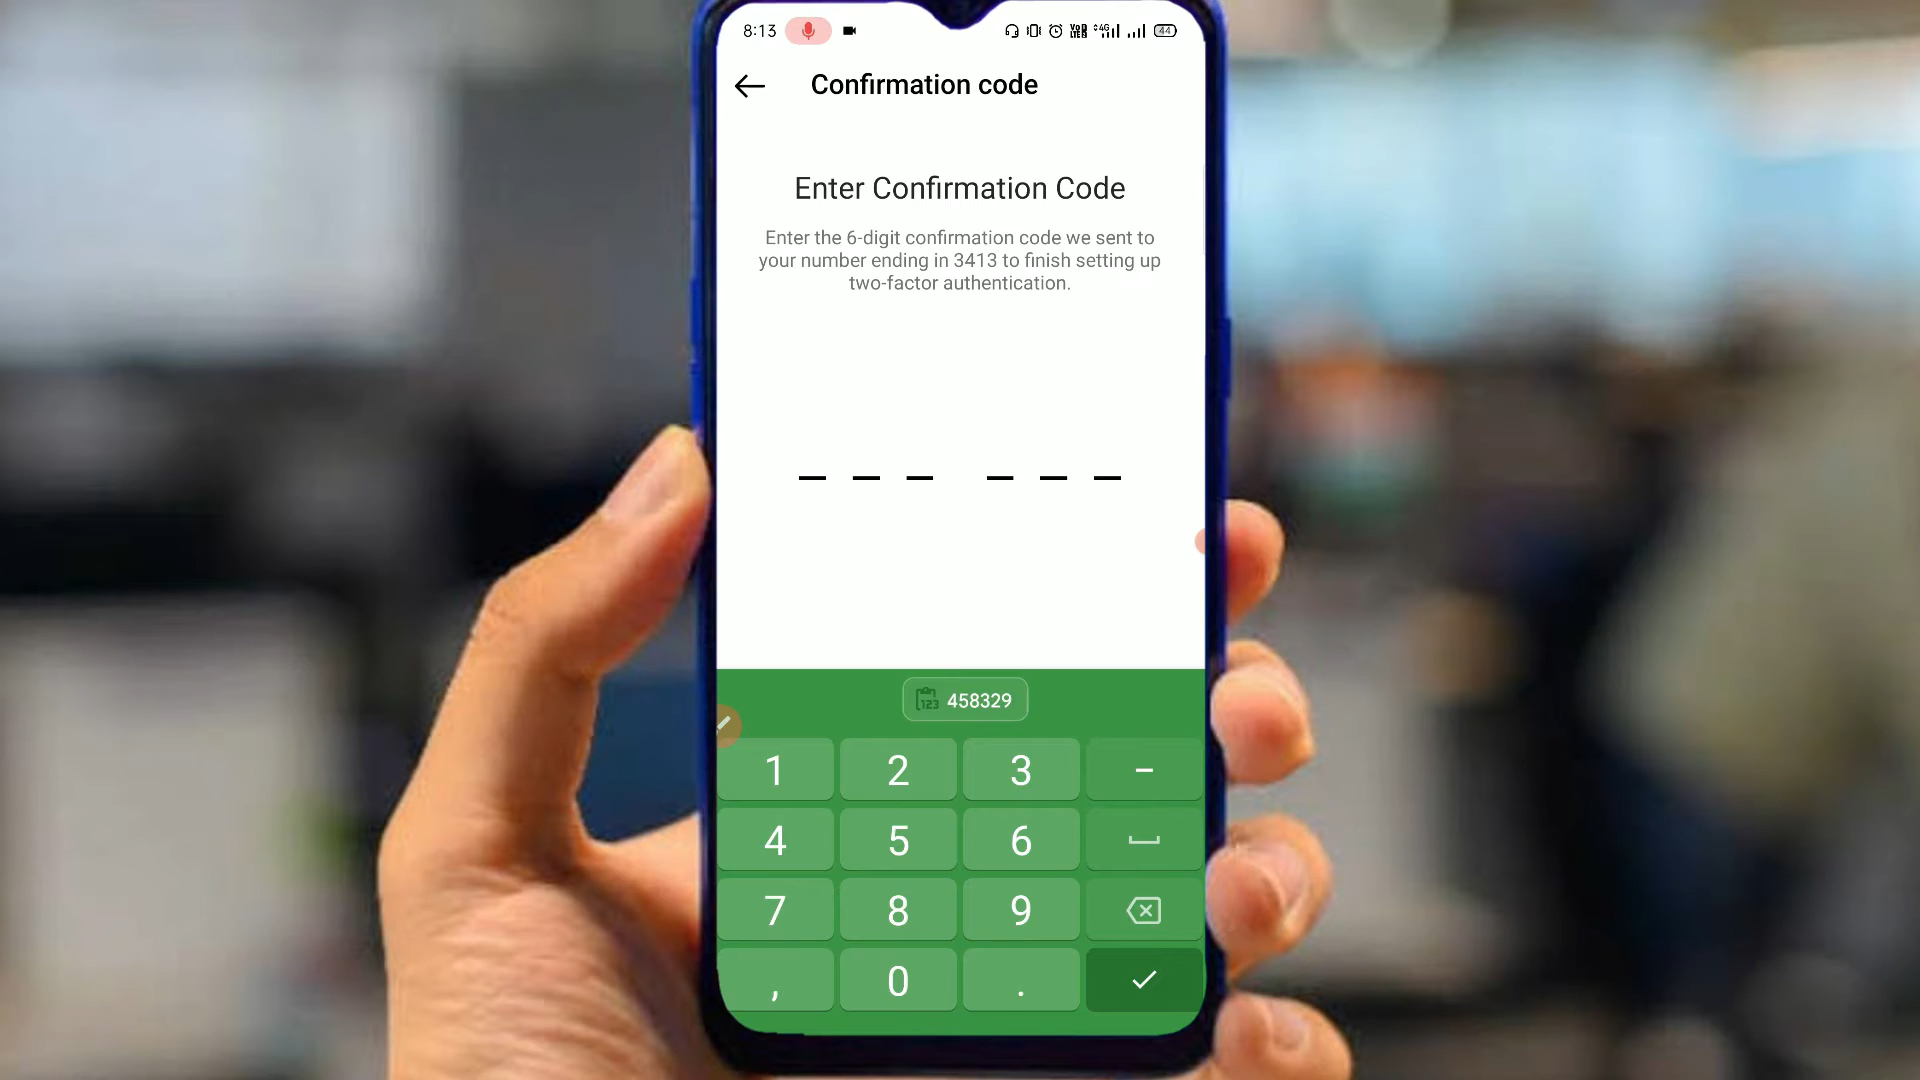 8:13 44
Confirmation code
Enter Confirmation Code
Enter the 6-digit confirmation code we sent to
your number ending in 3413 to finish setting up
two-factor authentication.
123 458329
1 2 3 -
4 5 6
7 8 9
, 0 .